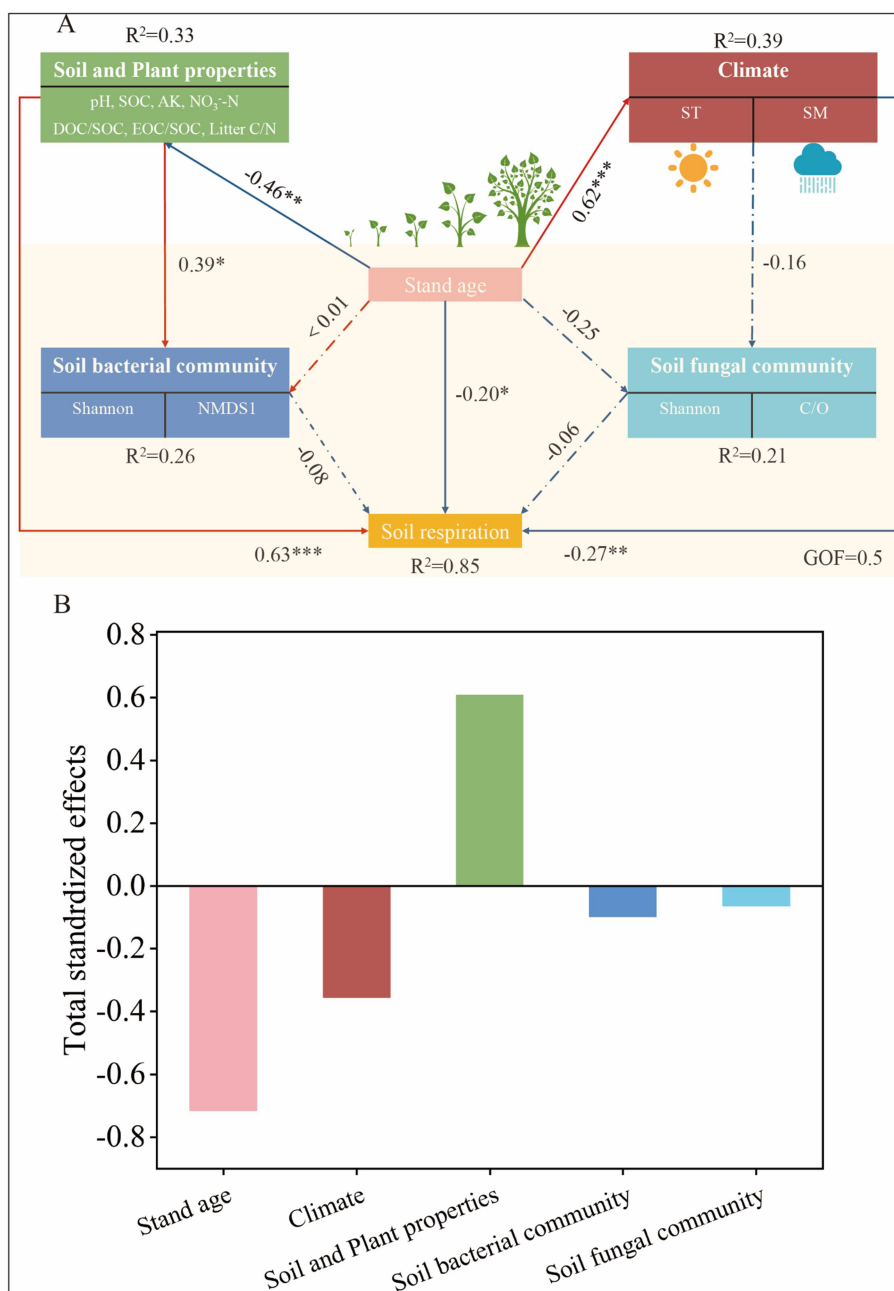 A
R²=0.33
Soil and Plant properties
pH, SOC, AK, NO₃⁻-N
DOC/SOC, EOC/SOC, Litter C/N
R²=0.39
Climate
ST
SM
-0.46**
0.62***
0.39*
-0.16
Stand age
< 0.01
-0.25
Soil bacterial community
Shannon
NMDS1
R²=0.26
-0.20*
Soil fungal community
Shannon
C/O
R²=0.21
-0.08
-0.06
Soil respiration
0.63***
R²=0.85
-0.27**
GOF=0.5
B
Total standrdized effects
0.8
0.6
0.4
0.2
0.0
-0.2
-0.4
-0.6
-0.8
Stand age
Climate
Soil and Plant properties
Soil bacterial community
Soil fungal community